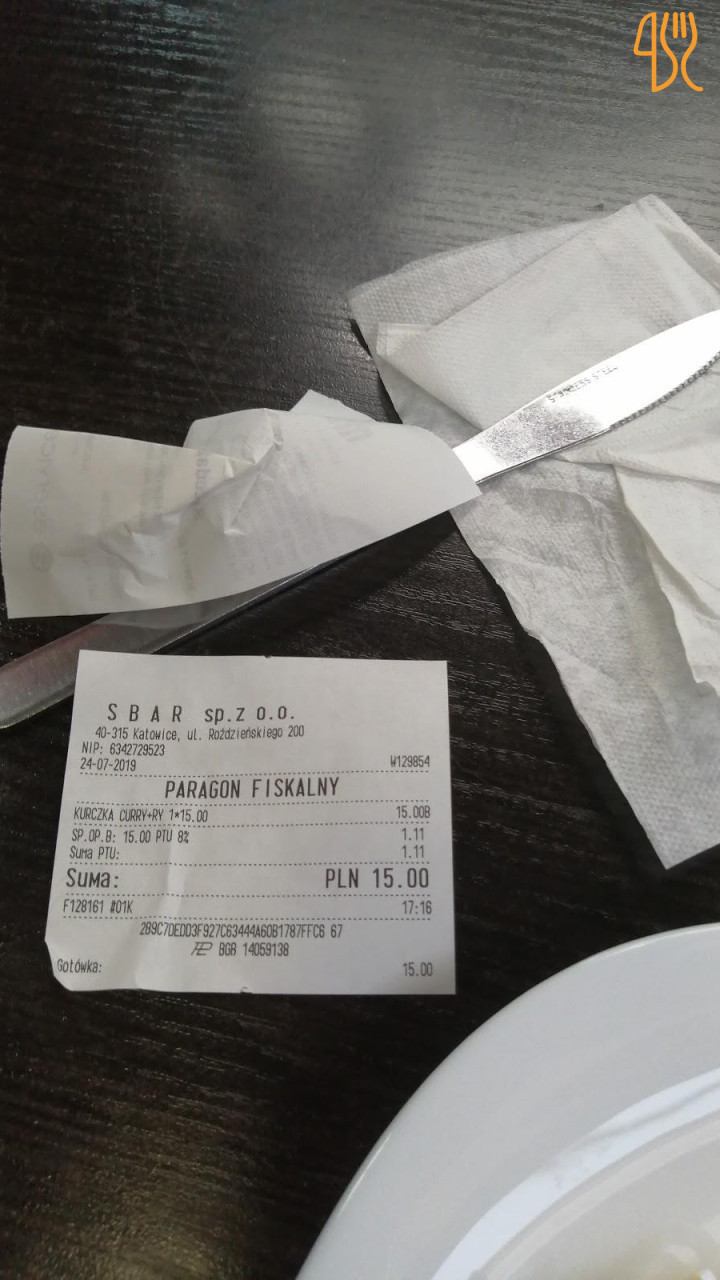 STAINLESS STEEL
S B A R sp.z o.o.
40-315 Katowice, ul. Roździeńskiego 200
NIP: 6342729523
24-07-2019 W129854
PARAGON FISKALNY
KURCZKA CURRY+RY 1*15.00 15.00B
SP.OP.B: 15.00 PTU 8% 1.11
Suma PTU: 1.11
Suma: PLN 15.00
F128161 #01K 17:16
2B9C7DEDD3F927C63444A60B1787FFC6 67
BGB 14059138
Gotówka: 15.00